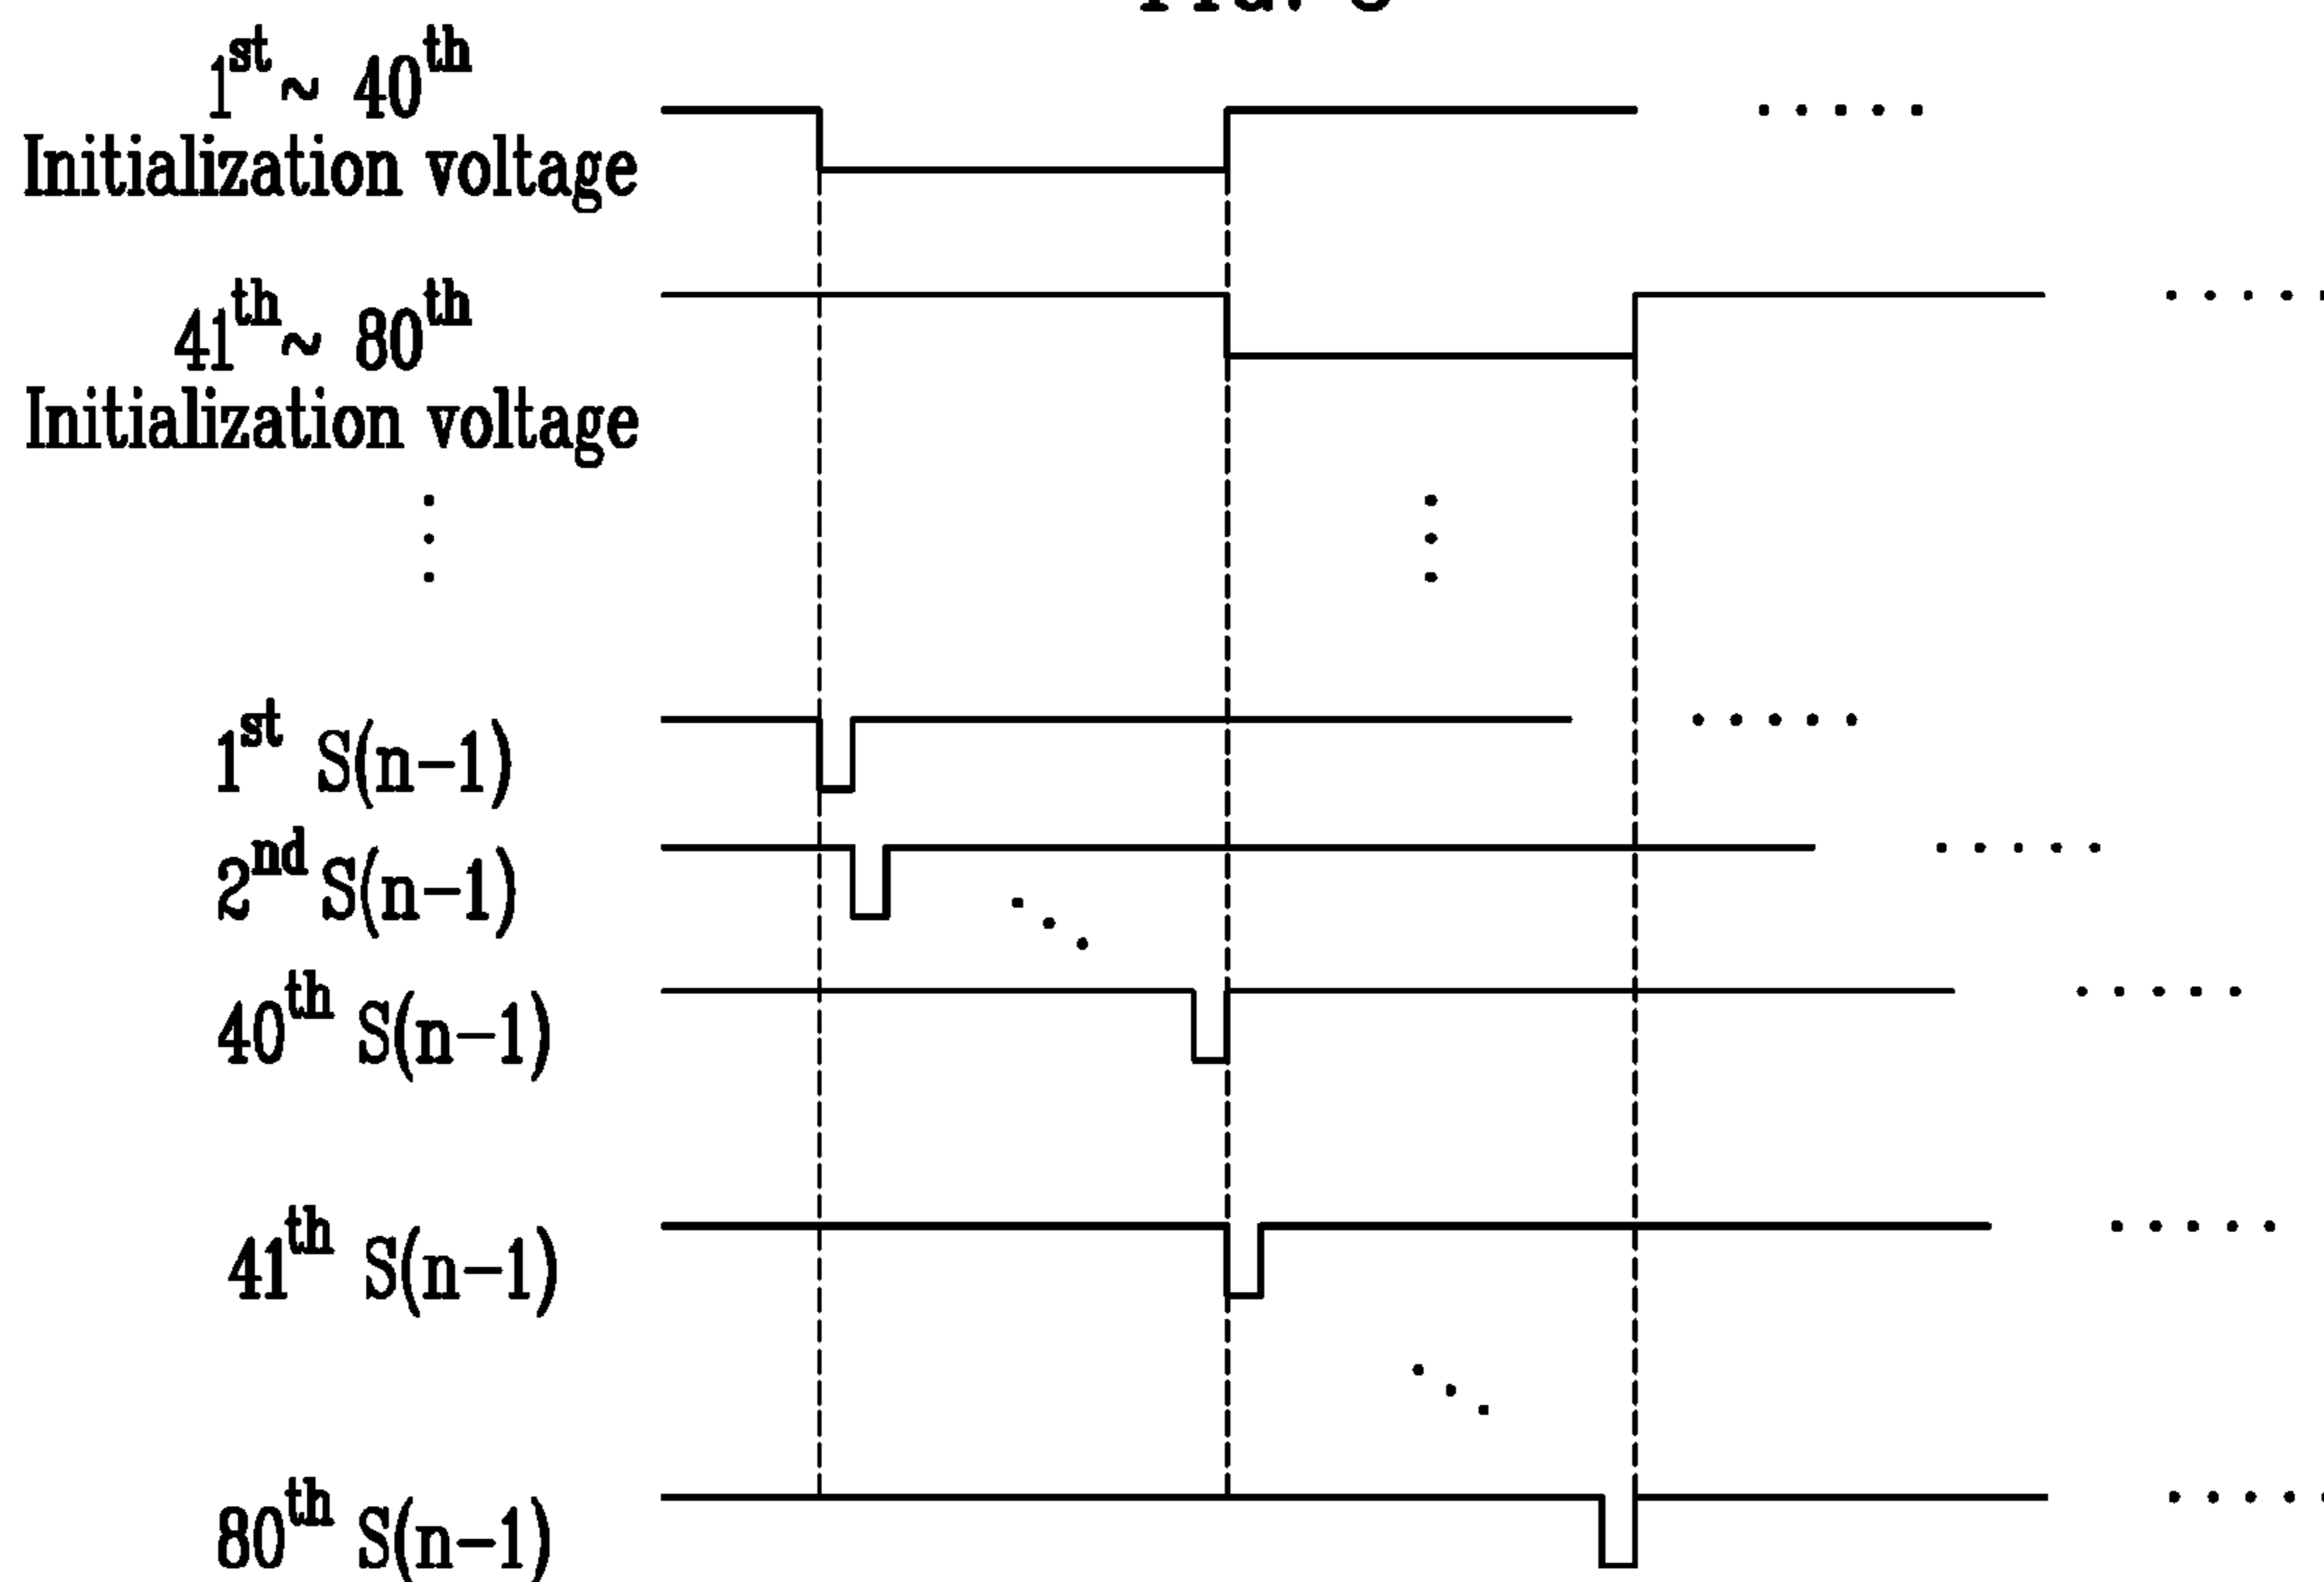 1st ~ 40th
Initialization voltage
41th ~ 80th
Initialization voltage
1st S(n-1)
2nd S(n-1)
40th S(n-1)
41th S(n-1)
80th S(n-1)